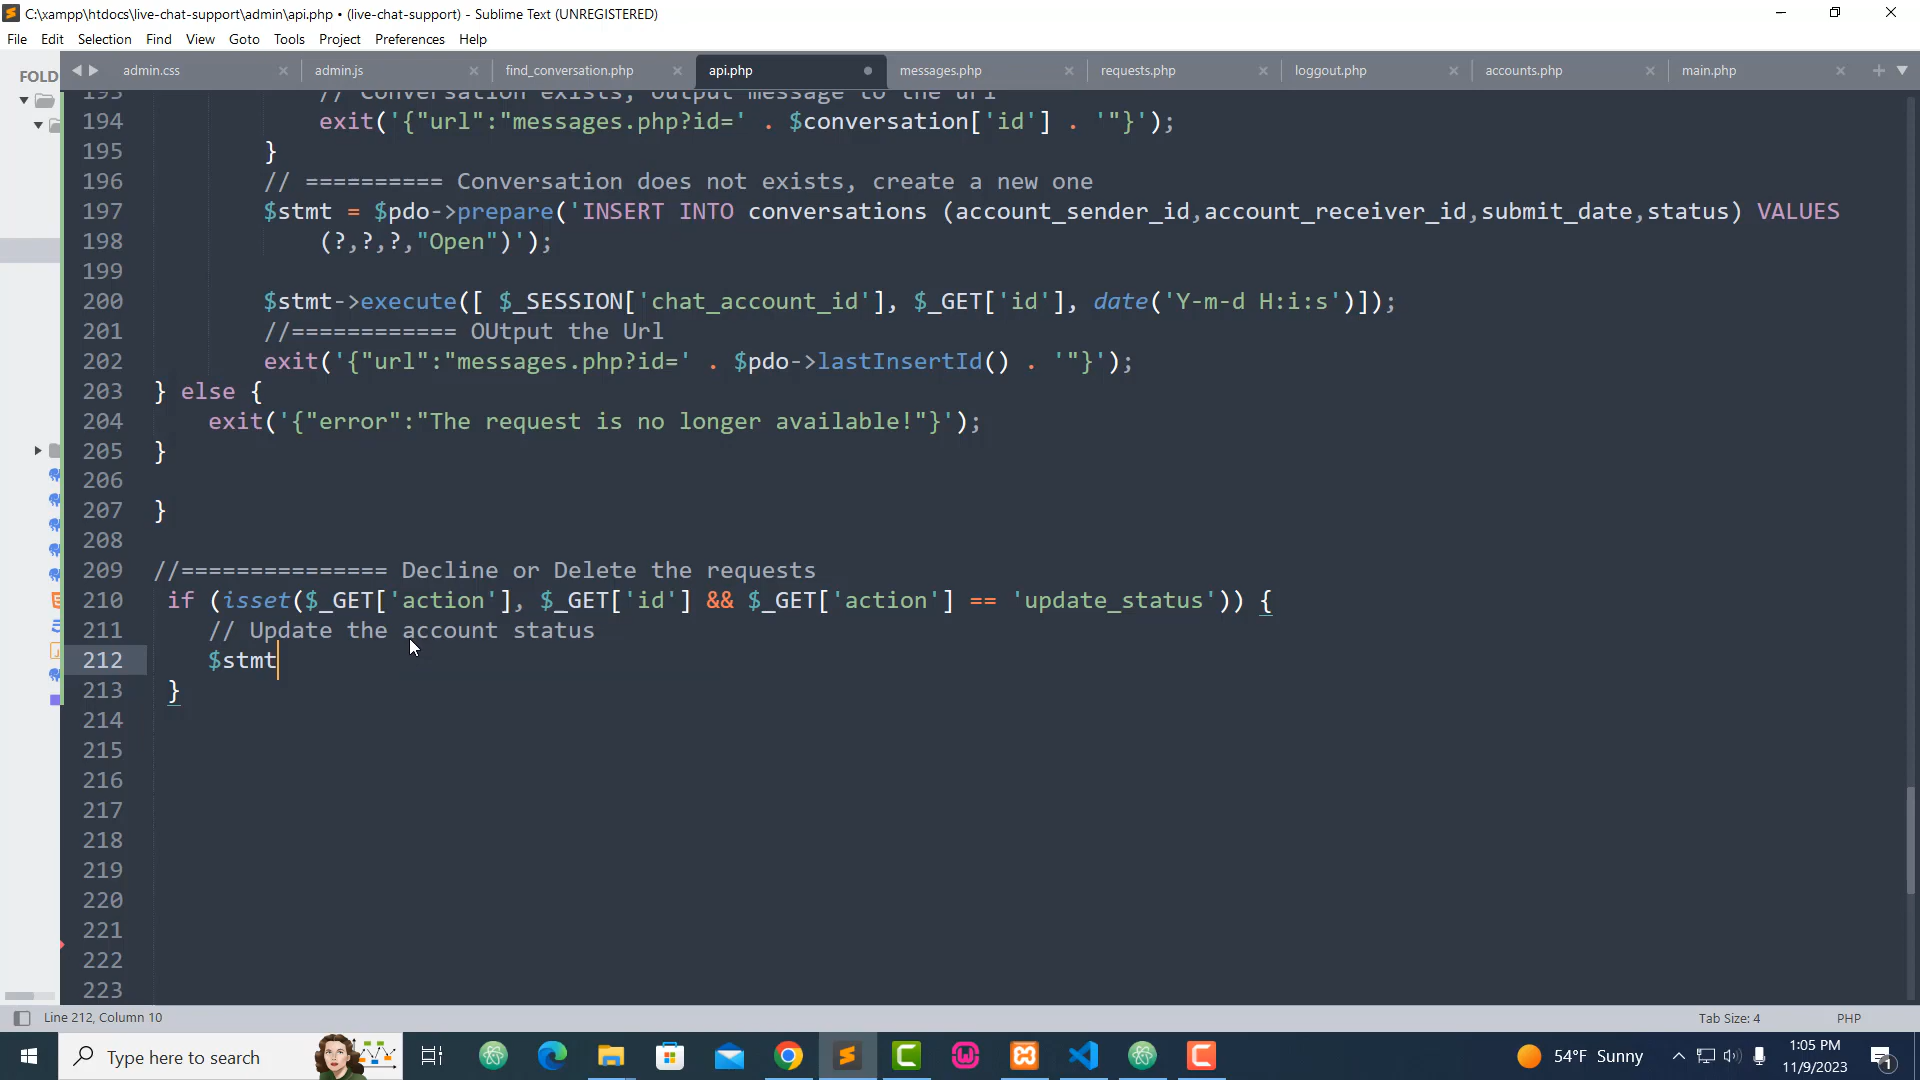 C:\xampp\htdocs\live-chat-support\admin\api.php • (live-chat-support) - Sublime Text (UNREGISTERED)
File Edit Selection Find View Goto Tools Project Preferences Help
FOLD
admin.css admin.js find_conversation.php api.php messages.php requests.php loggout.php accounts.php main.php
193 // Conversation exists, output message to the url
194 exit('{"url":"messages.php?id=' . $conversation['id'] . '"}');
195 }
196 // ========== Conversation does not exists, create a new one
197 $stmt = $pdo->prepare('INSERT INTO conversations (account_sender_id,account_receiver_id,submit_date,status) VALUES
198 (?,?,?,"Open")');
199
200 $stmt->execute([ $_SESSION['chat_account_id'], $_GET['id'], date('Y-m-d H:i:s')]);
201 //============ OUtput the Url
202 exit('{"url":"messages.php?id=' . $pdo->lastInsertId() . '"}');
203 } else {
204 exit('{"error":"The request is no longer available!"}');
205 }
206
207 }
208
209 //=============== Decline or Delete the requests
210 if (isset($_GET['action'], $_GET['id'] && $_GET['action'] == 'update_status')) {
211 // Update the account status
212 $stmt
213 }
214
215
216
217
218
219
220
221
222
223
Line 212, Column 10 Tab Size: 4 PHP
Type here to search 54°F Sunny 1:05 PM
11/9/2023 1